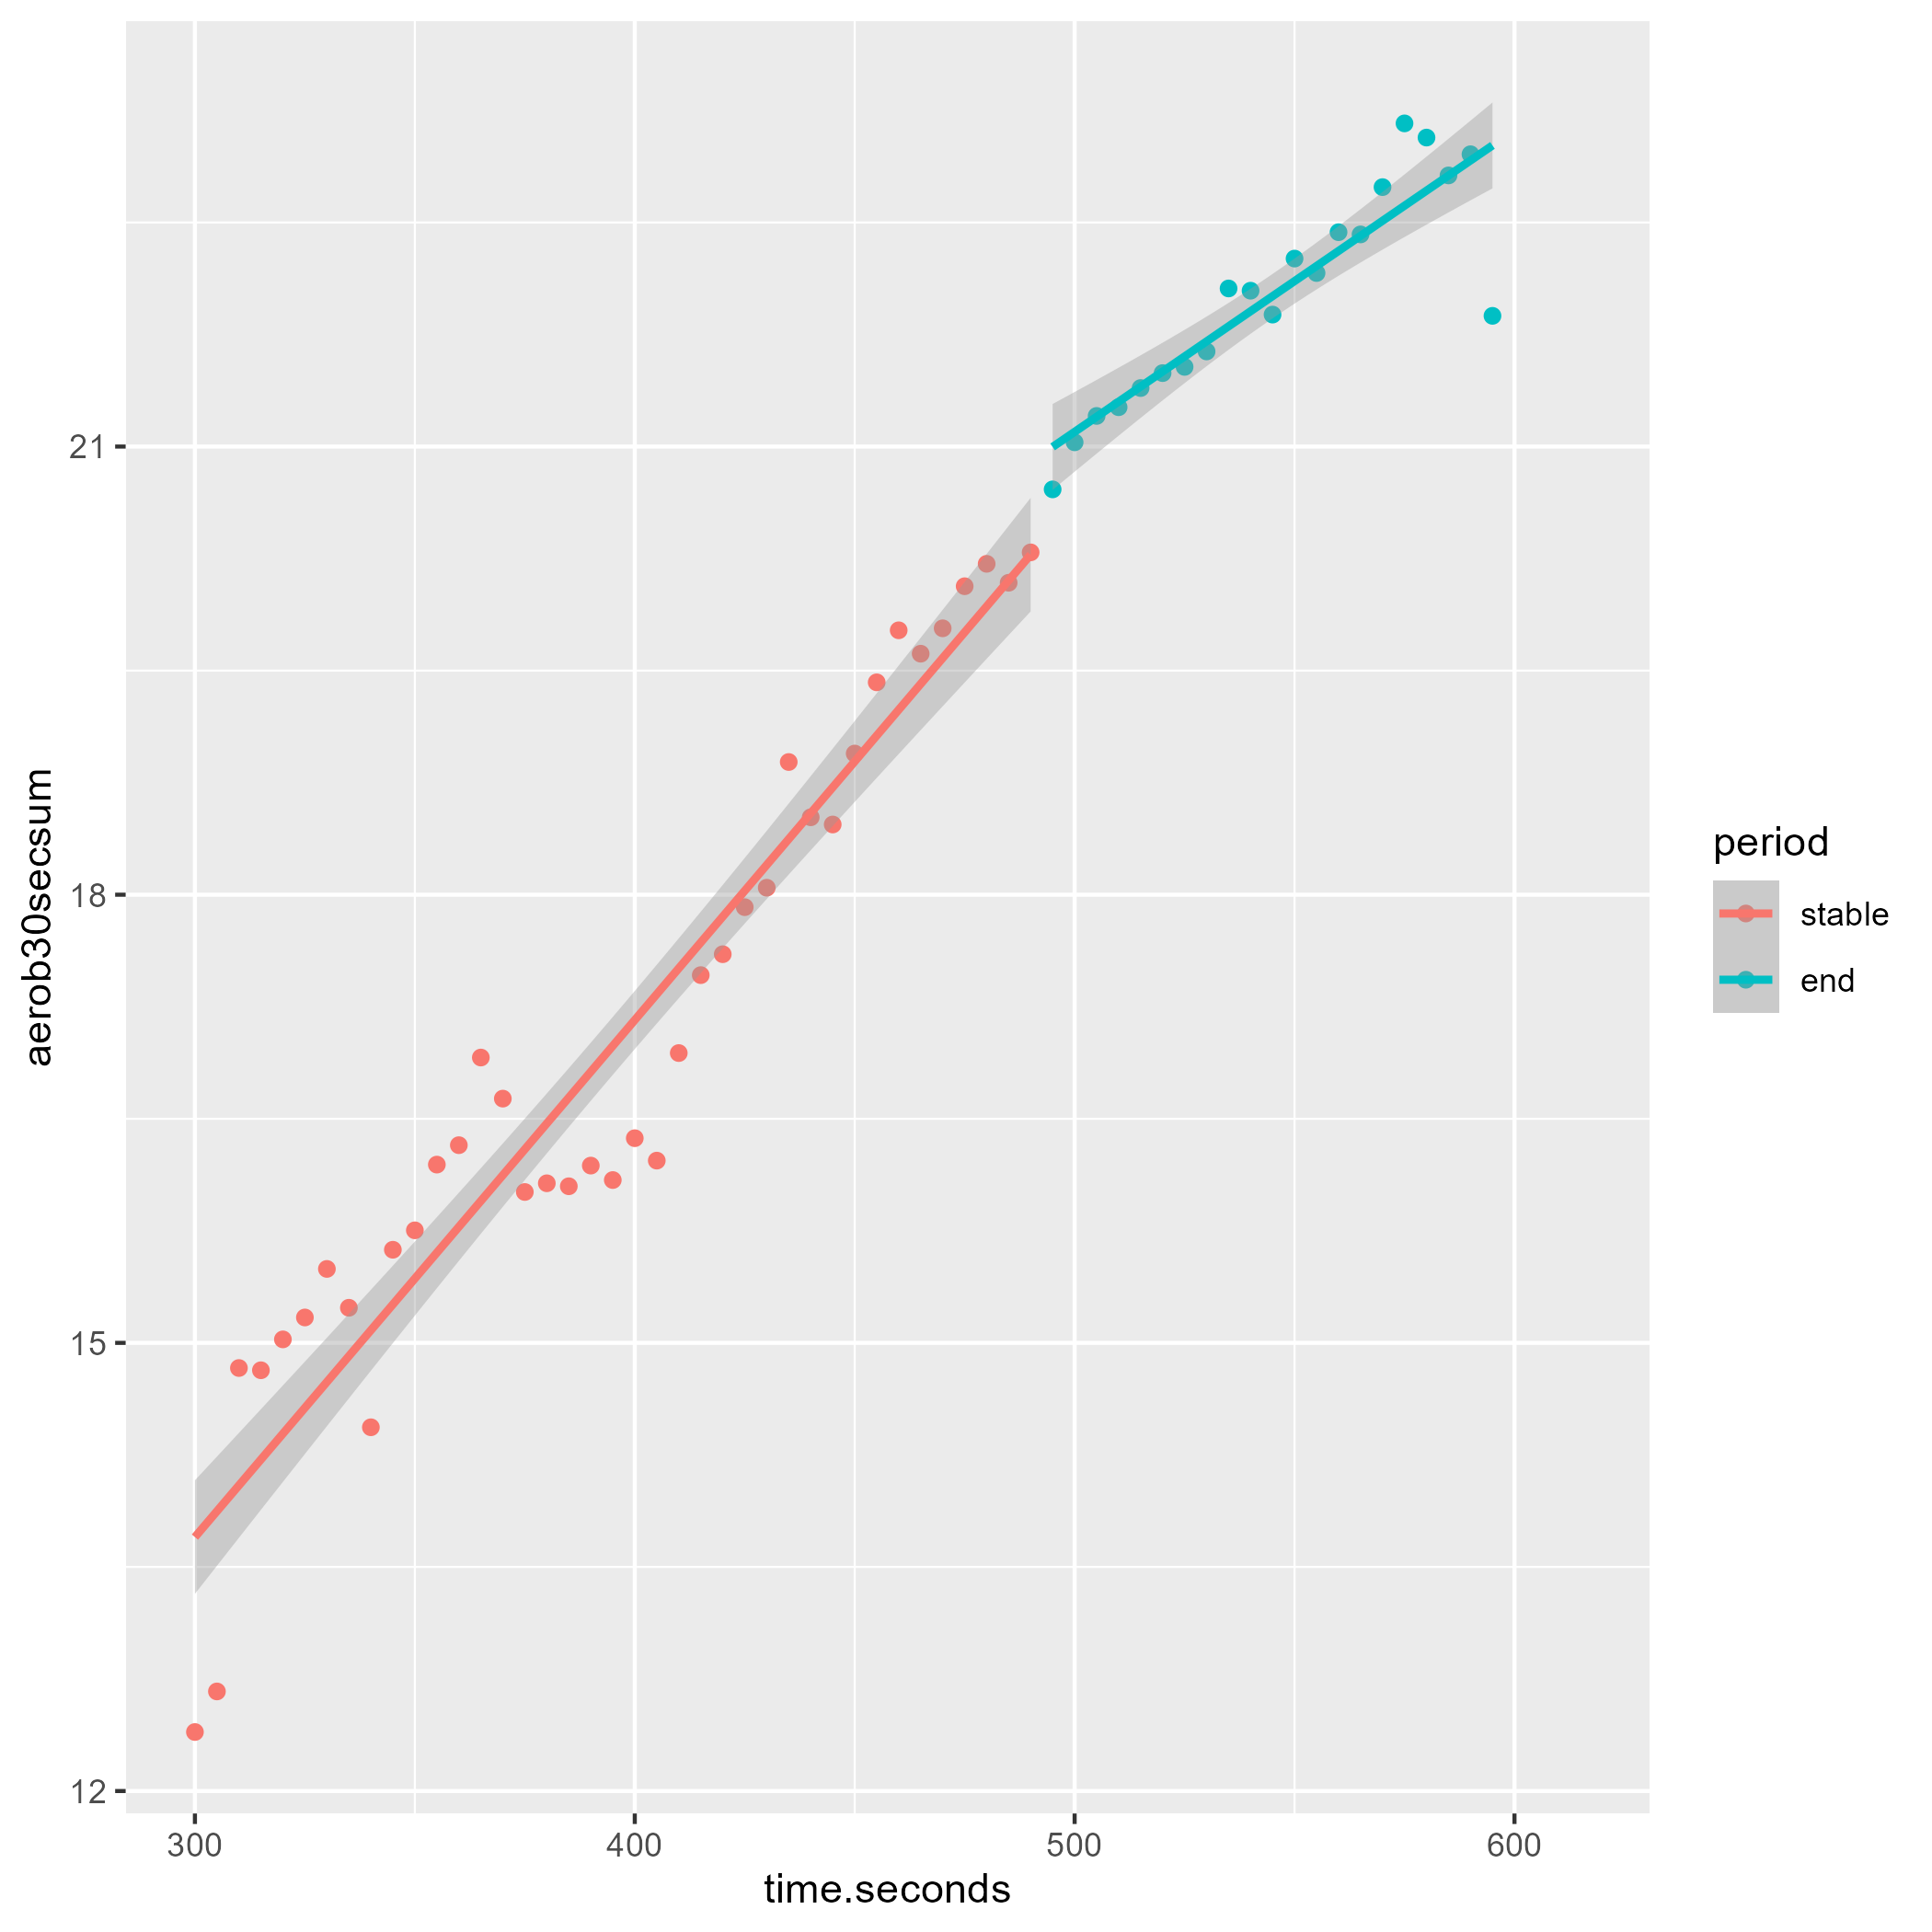 aerob30secsum
21
18
15
12
300 400 500 600
time.seconds
period
stable
end